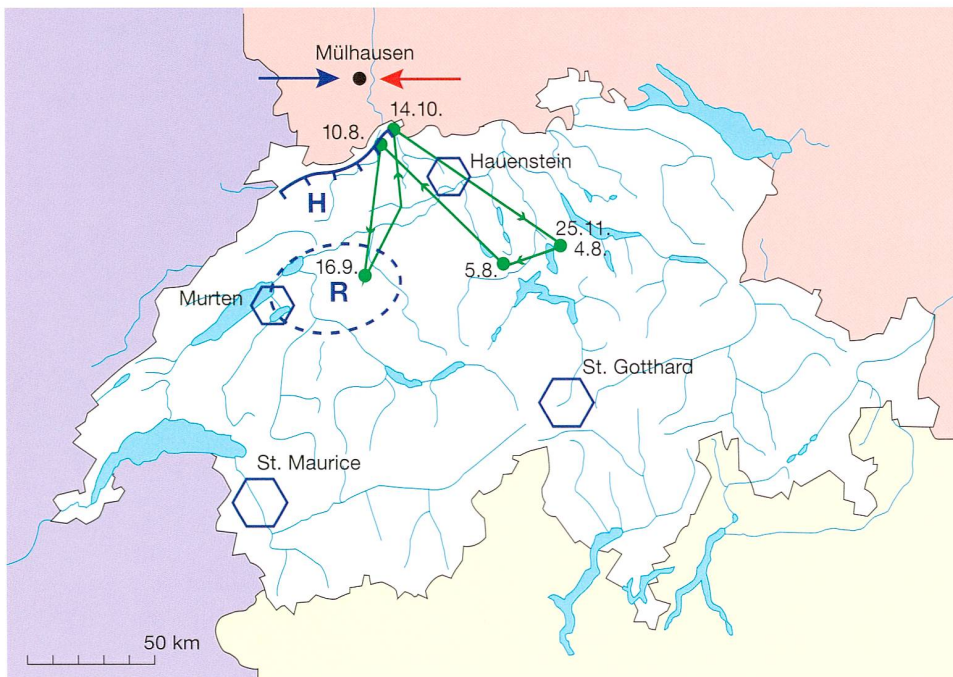 Mülhausen
14.10.
10.8.
Hauenstein
H
25.11.
4.8.
5.8.
16.9.
R
Murten
St. Gotthard
St. Maurice
50 km